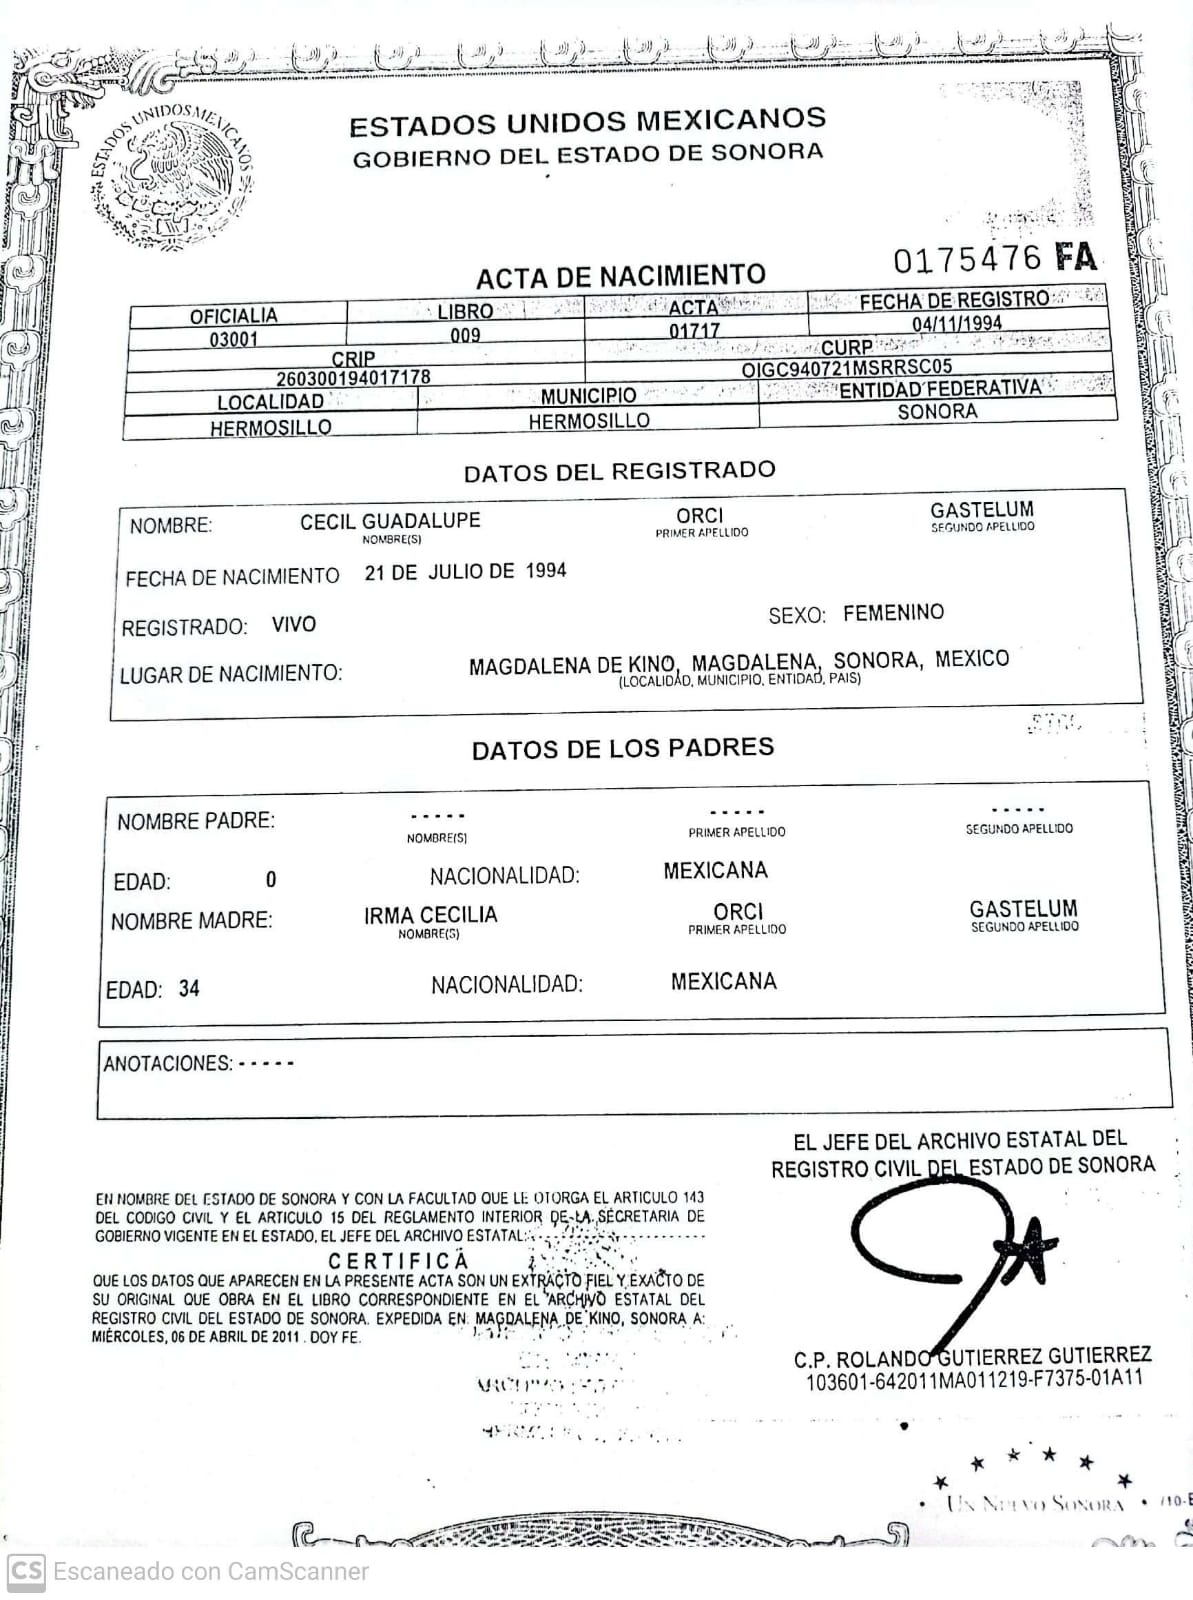 ESTADOS UNIDOS MEXICANOS
ESTADOS UNIDOS MEXICANOS
GOBIERNO DEL ESTADO DE SONORA
0175476 FA
ACTA DE NACIMIENTO
OFICIALIA LIBRO ACTA FECHA DE REGISTRO
03001 009 01717 04/11/1994
CRIP CURP
260300194017178 OIGC940721MSRRSC05
LOCALIDAD MUNICIPIO ENTIDAD FEDERATIVA
HERMOSILLO HERMOSILLO SONORA
DATOS DEL REGISTRADO
NOMBRE: CECIL GUADALUPE ORCI GASTELUM
NOMBRE(S) PRIMER APELLIDO SEGUNDO APELLIDO
FECHA DE NACIMIENTO 21 DE JULIO DE 1994
REGISTRADO: VIVO SEXO: FEMENINO
LUGAR DE NACIMIENTO: MAGDALENA DE KINO, MAGDALENA, SONORA, MEXICO
(LOCALIDAD, MUNICIPIO, ENTIDAD, PAIS)
DATOS DE LOS PADRES
NOMBRE PADRE: - - - - - - - - - - - - - - -
NOMBRE(S) PRIMER APELLIDO SEGUNDO APELLIDO
EDAD: 0 NACIONALIDAD: MEXICANA
NOMBRE MADRE: IRMA CECILIA ORCI GASTELUM
NOMBRE(S) PRIMER APELLIDO SEGUNDO APELLIDO
EDAD: 34 NACIONALIDAD: MEXICANA
ANOTACIONES: - - - - -
EL JEFE DEL ARCHIVO ESTATAL DEL
REGISTRO CIVIL DEL ESTADO DE SONORA
EN NOMBRE DEL ESTADO DE SONORA Y CON LA FACULTAD QUE LE OTORGA EL ARTICULO 143
DEL CODIGO CIVIL Y EL ARTICULO 15 DEL REGLAMENTO INTERIOR DE LA SECRETARIA DE
GOBIERNO VIGENTE EN EL ESTADO, EL JEFE DEL ARCHIVO ESTATAL:
CERTIFICA
QUE LOS DATOS QUE APARECEN EN LA PRESENTE ACTA SON UN EXTRACTO FIEL Y EXACTO DE
SU ORIGINAL QUE OBRA EN EL LIBRO CORRESPONDIENTE EN EL ARCHIVO ESTATAL DEL
REGISTRO CIVIL DEL ESTADO DE SONORA. EXPEDIDA EN: MAGDALENA DE KINO, SONORA A:
MIÉRCOLES, 06 DE ABRIL DE 2011 . DOY FE.
C.P. ROLANDO GUTIERREZ GUTIERREZ
103601-642011MA011219-F7375-01A11
UN NUEVO SONORA
CS Escaneado con CamScanner